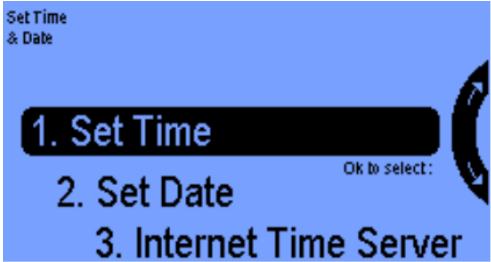 Set Time
& Date
1. Set Time
Ok to select:
2. Set Date
3. Internet Time Server